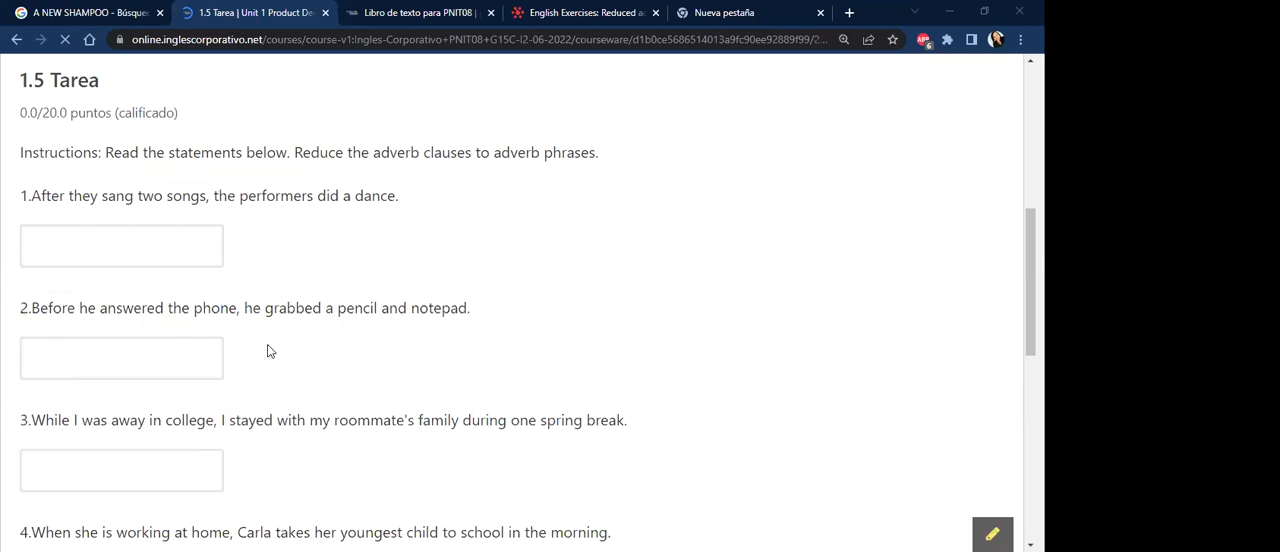 A NEW SHAMPOO - Búsque
1.5 Tarea | Unit 1 Product De
Libro de texto para PNIT08 |
English Exercises: Reduced a
Nueva pestaña
online.inglescorporativo.net/courses/course-v1:Ingles-Corporativo+PNIT08+G15C-I2-06-2022/courseware/d1b0ce5686514013a9fc90ee92889f99/2...
ABP
6
1.5 Tarea
0.0/20.0 puntos (calificado)
Instructions: Read the statements below. Reduce the adverb clauses to adverb phrases.
1.After they sang two songs, the performers did a dance.
2.Before he answered the phone, he grabbed a pencil and notepad.
3.While I was away in college, I stayed with my roommate's family during one spring break.
4.When she is working at home, Carla takes her youngest child to school in the morning.